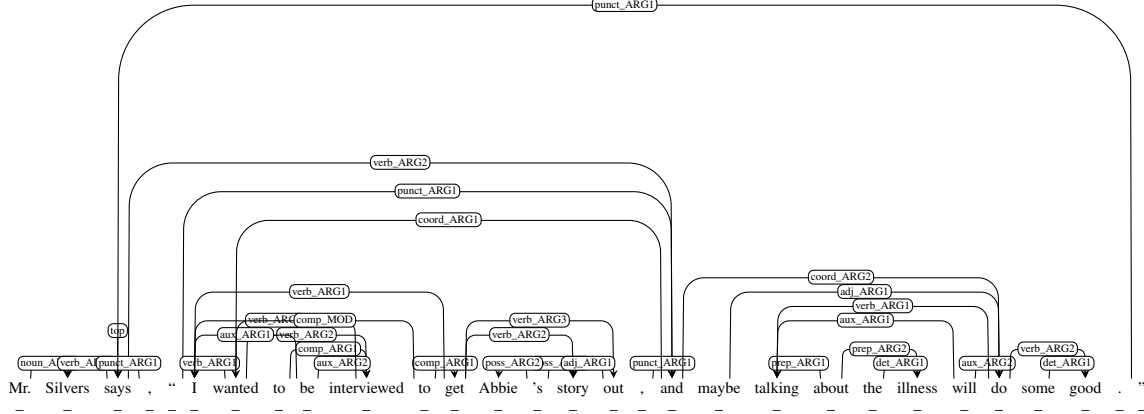 punct_ARG1
verb_ARG2
punct_ARG1
coord_ARG1
coord_ARG2
verb_ARG1 adj_ARG1
verb_ARG1
comp_MOD verb_ARG3 aux_ARG1
top aux_ARG1 verb_ARG2 verb_ARG2
comp_ARG1 prep_ARG2 verb_ARG2
punct_ARG1 verb_ARG1 aux_ARG2 comp_ARG1 poss_ARG2 adj_ARG1 punct_ARG1 prep_ARG1 det_ARG1 aux_ARG2 det_ARG1
Mr. Silvers says , “ I wanted to be interviewed to get Abbie 's story out , and maybe talking about the illness will do some good . ”